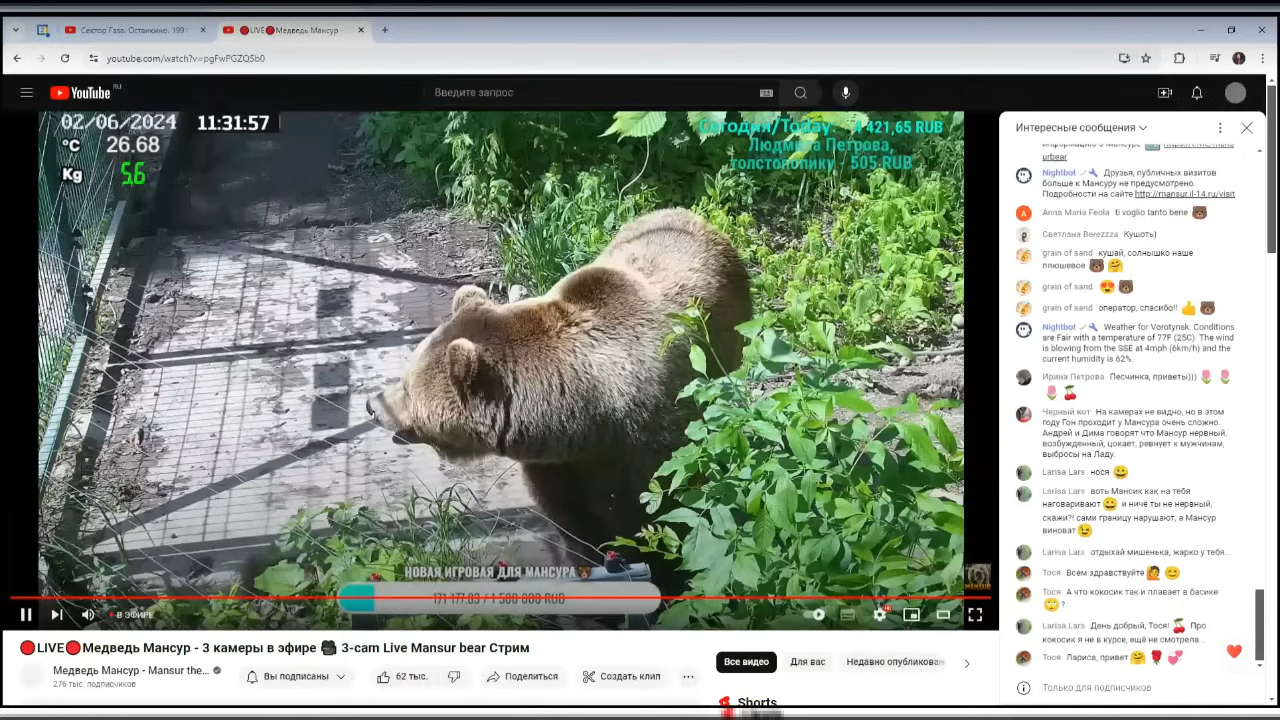 Сектор Газа. Останкино. 1991
🔴LIVE🔴Медведь Мансур -
youtube.com/watch?v=pgFwPGZQ5b0
YouTube RU
Введите запрос
02/06/2024 11:31:57
°C 26.68
Kg 56
Сегодня/Today: 4 421,65 RUB
Людмила Петрова,
толстопопику - 505 RUB
НОВАЯ ИГРОВАЯ ДЛЯ МАНСУРА🐻
171 177.63 / 1 500 000 RUB
В ЭФИРЕ
HD
🔴LIVE🔴Медведь Мансур - 3 камеры в эфире 🎥 3-cam Live Mansur bear Стрим
Медведь Мансур - Mansur the...
276 тыс. подписчиков
Вы подписаны
62 тыс.
Поделиться
Создать клип
Все видео
Для вас
Недавно опубликован
Shorts
Интересные сообщения
urbear
Nightbot Друзья, публичных визитов
больше к Мансуру не предусмотрено.
Подробности на сайте http://mansur.il-14.ru/visit
Anna Maria Feola ti voglio tanto bene 🐻
Светлана Berezzza Кушоть)
grain of sand кушай, солнышко наше
плюшевое 🐻🤗
grain of sand 😍🐻
grain of sand оператор, спасибо!! 👍🐻
Nightbot Weather for Vorotynsk: Conditions
are Fair with a temperature of 77F (25C). The wind
is blowing from the SSE at 4mph (6km/h) and the
current humidity is 62%.
Ирина Петрова Песчинка, приветы))) 🌷🌷
🌷🍒
Черный кот На камерах не видно, но в этом
году Гон проходит у Мансура очень сложно.
Андрей и Дима говорят что Мансур нервный,
возбужденный, цокает, ревнует к мужчинам,
выбросы на Ладу.
Larisa Lars нося 😀
Larisa Lars воть Мансик как на тебя
наговаривают😀 и ничё ты не нервный,
скажи?! сами границу нарушают, а Мансур
виноват😉
Larisa Lars отдыхай мишенька, жарко у тебя...
Тося Всем здравствуйте 🙋😊
Тося А что кокосик так и плавает в басике
🙄?
Larisa Lars День добрый, Тося! 🍒 Про
кокосик я не в курсе, ещё не смотрела...
Тося Лариса, привет 🤗🌹💞
Только для подписчиков